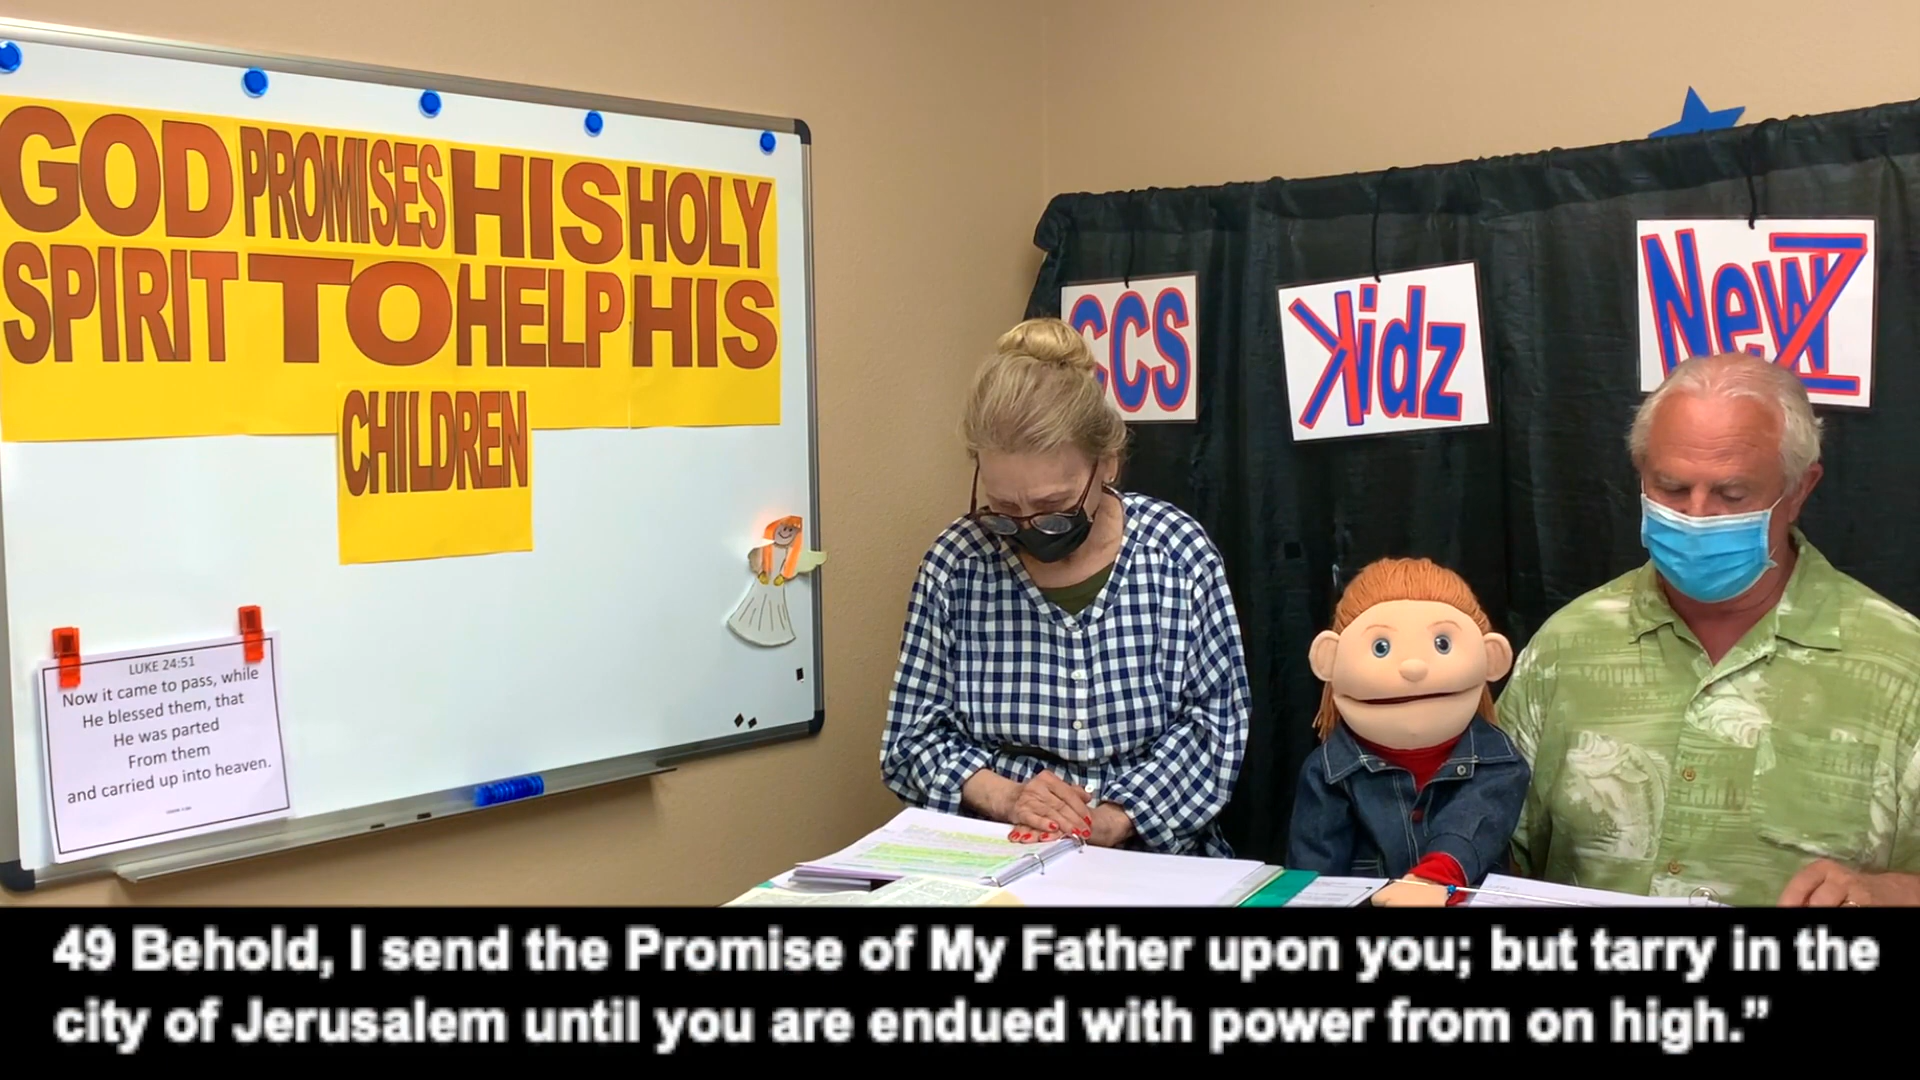 GOD PROMISES HIS HOLY
SPIRIT TO HELP HIS
CHILDREN
LUKE 24:51
Now it came to pass, while
He blessed them, that
He was parted
From them
and carried up into heaven.
CCS
Kidz
NewZ
49 Behold, I send the Promise of My Father upon you; but tarry in the
city of Jerusalem until you are endued with power from on high.”